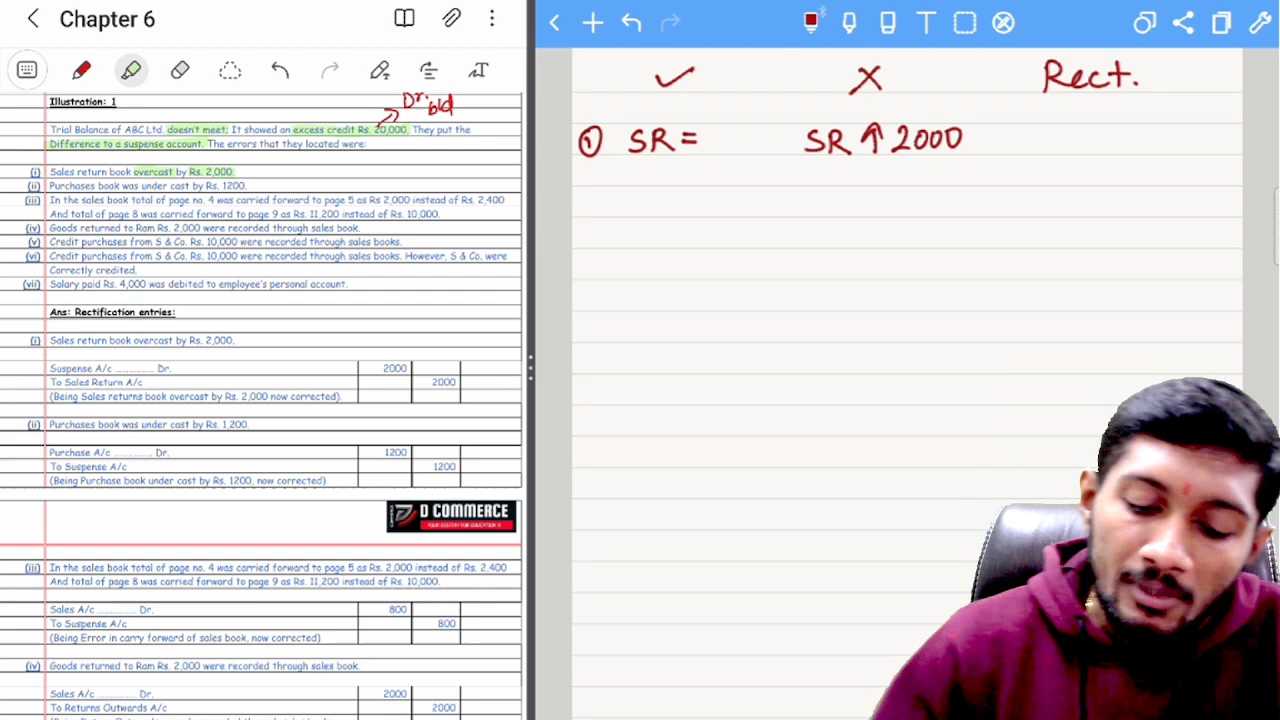 Chapter 6
Illustration: 1
Dr. bld
Trial Balance of ABC Ltd. doesn't meet; It showed an excess credit Rs. 20,000. They put the
Difference to a suspense account. The errors that they located were:
(i) Sales return book overcast by Rs. 2,000.
(ii) Purchases book was under cast by Rs. 1200.
(iii) In the sales book total of page no. 4 was carried forward to page 5 as Rs 2,000 instead of Rs. 2,400
And total of page 8 was carried forward to page 9 as Rs. 11,200 instead of Rs. 10,000.
(iv) Goods returned to Ram Rs. 2,000 were recorded through sales book.
(v) Credit purchases from S & Co. Rs. 10,000 were recorded through sales books.
(vi) Credit purchases from S & Co. Rs. 10,000 were recorded through sales books. However, S & Co. were
Correctly credited.
(vii) Salary paid Rs. 4,000 was debited to employee's personal account.
Ans: Rectification entries:
(i) Sales return book overcast by Rs. 2,000.
Suspense A/c ................ Dr. 2000
To Sales Return A/c 2000
(Being Sales returns book overcast by Rs. 2,000 now corrected).
(ii) Purchases book was under cast by Rs. 1,200.
Purchase A/c ................ Dr. 1200
To Suspense A/c 1200
(Being Purchase book under cast by Rs. 1200, now corrected)
D COMMERCE
(iii) In the sales book total of page no. 4 was carried forward to page 5 as Rs. 2,000 instead of Rs. 2,400
And total of page 8 was carried forward to page 9 as Rs. 11,200 instead of Rs. 10,000.
Sales A/c ................ Dr. 800
To Suspense A/c 800
(Being Error in carry forward of sales book, now corrected)
(iv) Goods returned to Ram Rs. 2,000 were recorded through sales book.
Sales A/c ................ Dr. 2000
To Returns Outwards A/c 2000
✓ X Rect.
① SR = SR ↑ 2000